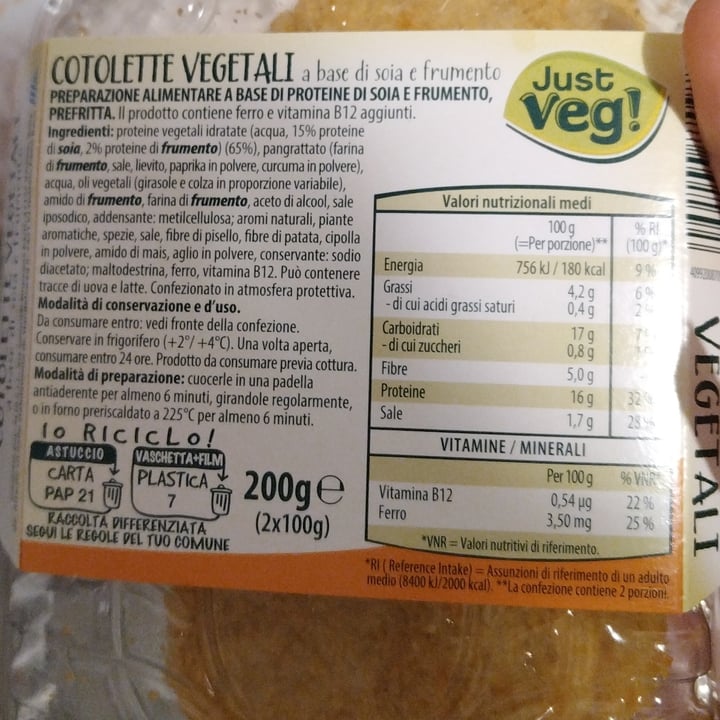 COTOLETTE VEGETALI a base di soia e frumento
PREPARAZIONE ALIMENTARE A BASE DI PROTEINE DI SOIA E FRUMENTO,
PREFRITTA. Il prodotto contiene ferro e vitamina B12 aggiunti.
Ingredienti: proteine vegetali idratate (acqua, 15% proteine
di soia, 2% proteine di frumento) (65%), pangrattato (farina
di frumento, sale, lievito, paprika in polvere, curcuma in polvere),
acqua, oli vegetali (girasole e colza in proporzione variabile),
amido di frumento, farina di frumento, aceto di alcool, sale
iposodico, addensante: metilcellulosa; aromi naturali, piante
aromatiche, spezie, sale, fibre di pisello, fibre di patata, cipolla
in polvere, amido di mais, aglio in polvere, conservante: sodio
diacetato; maltodestrina, ferro, vitamina B12. Può contenere
tracce di uova e latte. Confezionato in atmosfera protettiva.
Modalità di conservazione e d'uso.
Da consumare entro: vedi fronte della confezione.
Conservare in frigorifero (+2°/ +4°C). Una volta aperta,
consumare entro 24 ore. Prodotto da consumare previa cottura.
Modalità di preparazione: cuocerle in una padella
antiaderente per almeno 6 minuti, girandole regolarmente,
o in forno preriscaldato a 225°C per almeno 6 minuti.
Io RICICLo!
ASTUCCIO
CARTA
PAP 21
VASCHETTA+FILM
PLASTICA
7
RACCOLTA DIFFERENZIATA
SEGUI LE REGOLE DEL TUO COMUNE
200g e
(2x100g)
Just
Veg!
Valori nutrizionali medi
100 g % RI
(=Per porzione)** (100 g)*
Energia 756 kJ / 180 kcal 9 %
Grassi 4,2 g 6 %
- di cui acidi grassi saturi 0,4 g 2 %
Carboidrati 17 g
- di cui zuccheri 0,8 g
Fibre 5,0 g
Proteine 16 g 32 %
Sale 1,7 g 28 %
VITAMINE / MINERALI
Per 100 g % VNR*
Vitamina B12 0,54 µg 22 %
Ferro 3,50 mg 25 %
*VNR = Valori nutritivi di riferimento.
*RI ( Reference Intake) = Assunzioni di riferimento di un adulto
medio (8400 kJ/2000 kcal). **La confezione contiene 2 porzioni.
VEGETALI